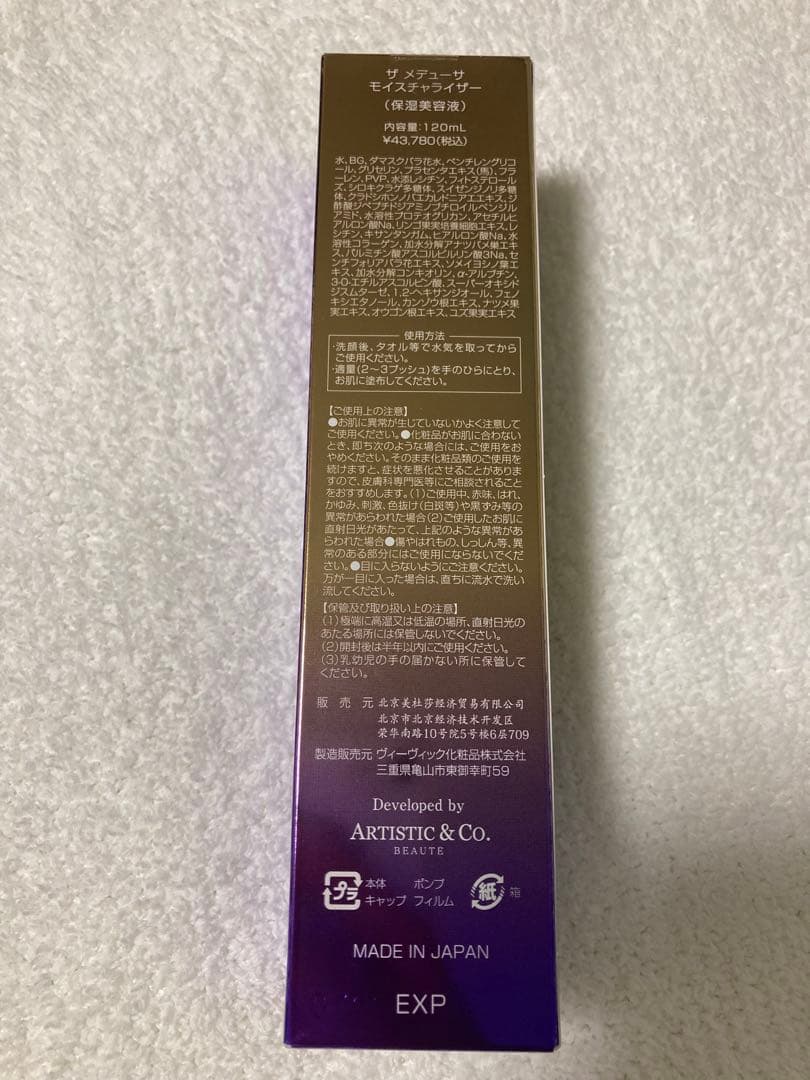 ザ メデューサ
モイスチャライザー
(保湿美容液)
内容量:120mL
¥43,780(税込)
水、BG、ダマスクバラ花水、ペンチレングリコ
ール、グリセリン、プラセンタエキス(馬)、フラ
ーレン、PVP、水添レシチン、フィトステロール
ズ、シロキクラゲ多糖体、スイゼンジノリ多糖
体、クラドシホンノバエカレドニアエエキス、ジ
酢酸ジペプチドジアミノブチロイルベンジル
アミド、水溶性プロテオグリカン、アセチルヒ
アルロン酸Na、リンゴ果実培養細胞エキス、レ
シチン、キサンタンガム、ヒアルロン酸Na、水
溶性コラーゲン、加水分解アナツバメ巣エキ
ス、パルミチン酸アスコルビルリン酸3Na、セ
ンチフォリアバラ花エキス、ソメイヨシノ葉エ
キス、加水分解コンキオリン、α-アルブチン、
3-O-エチルアスコルビン酸、スーパーオキシド
ジスムターゼ、1,2-ヘキサンジオール、フェノ
キシエタノール、カンゾウ根エキス、ナツメ果
実エキス、オウゴン根エキス、ユズ果実エキス
使用方法
・洗顔後、タオル等で水気を取ってから
ご使用ください。
・適量(2〜3プッシュ)を手のひらにとり、
お肌に塗布してください。
【ご使用上の注意】
●お肌に異常が生じていないかよく注意して
ご使用ください。●化粧品がお肌に合わない
とき、即ち次のような場合には、ご使用をお
やめください。そのまま化粧品類のご使用を
続けますと、症状を悪化させることがありま
すので、皮膚科専門医等にご相談されること
をおすすめします。(1)ご使用中、赤味、はれ、
かゆみ、刺激、色抜け(白斑等)や黒ずみ等の
異常があらわれた場合(2)ご使用したお肌に
直射日光があたって、上記のような異常があ
らわれた場合●傷やはれもの、しっしん等、異
常のある部分にはご使用にならないでくだ
さい。●目に入らないようにご注意ください。
万が一目に入った場合は、直ちに流水で洗い
流してください。
【保管及び取り扱い上の注意】
(1)極端に高温又は低温の場所、直射日光の
あたる場所には保管しないでください。
(2)開封後は半年以内にご使用ください。
(3)乳幼児の手の届かない所に保管して
ください。
販 売 元 北京美杜莎经济贸易有限公司
北京市北京经济技术开发区
荣华南路10号院5号楼6层709
製造販売元 ヴィーヴィック化粧品株式会社
三重県亀山市東御幸町59
Developed by
ARTISTIC & CO.
BEAUTE
プラ 本体 ポンプ
キャップ フィルム
紙 箱
MADE IN JAPAN
EXP